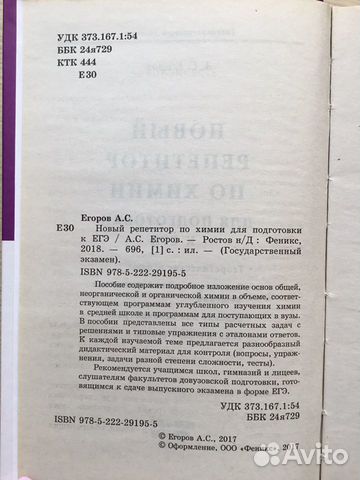 УДК 373.167.1:54
ББК 24я729
КТК 444
Е30
Егоров А.С.
Е30 Новый репетитор по химии для подготовки
к ЕГЭ / А.С. Егоров. — Ростов н/Д : Феникс,
2018. — 696, [1] с. : ил. — (Государственный
экзамен).
ISBN 978-5-222-29195-5
Пособие содержит подробное изложение основ общей,
неорганической и органической химии в объеме, соответ-
ствующем программам углубленного изучения химии
в средней школе и программам для поступающих в вузы.
В пособии представлены все типы расчетных задач с
решениями и типовые упражнения с эталонами ответов.
К каждой изучаемой теме предлагается разнообразный
дидактический материал для контроля (вопросы, упраж-
нения, задачи разной степени сложности, тесты).
Рекомендуется учащимся школ, гимназий и лицеев,
слушателям факультетов довузовской подготовки, гото-
вящимся к сдаче выпускного экзамена в форме ЕГЭ.
УДК 373.167.1:54
ISBN 978-5-222-29195-5 ББК 24я729
© Егоров А.С., 2017
© Оформление, ООО «Феникс», 2017
Avito